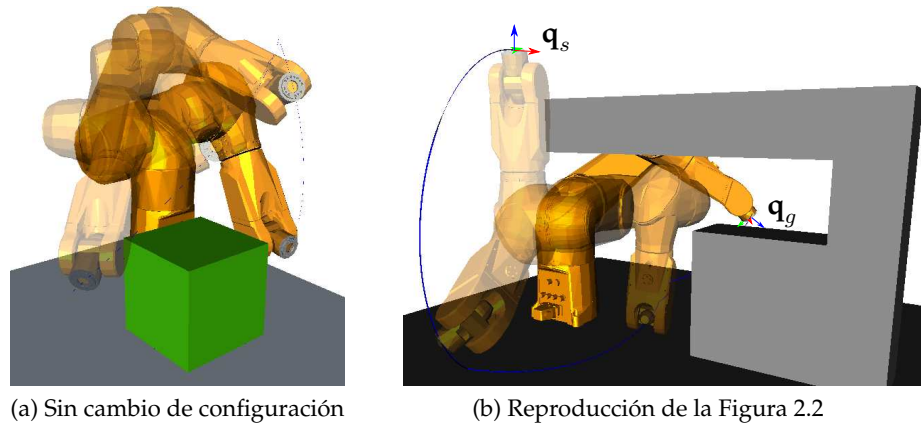 q_s
q_g
(a) Sin cambio de configuración
(b) Reproducción de la Figura 2.2